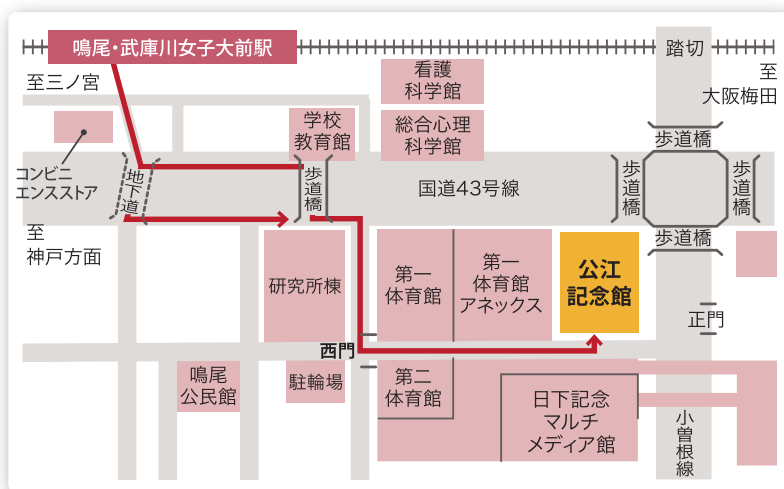 鳴尾・武庫川女子大前駅
踏切
至三ノ宮
至
大阪梅田
看護
科学館
学校
教育館
総合心理
科学館
歩道橋
コンビニ
エンスストア
地下道
歩道橋
国道43号線
歩道橋
歩道橋
歩道橋
至
神戸方面
研究所棟
第一
体育館
第一
体育館
アネックス
公江
記念館
正門
西門
鳴尾
公民館
駐輪場
第二
体育館
日下記念
マルチ
メディア館
小曽根線